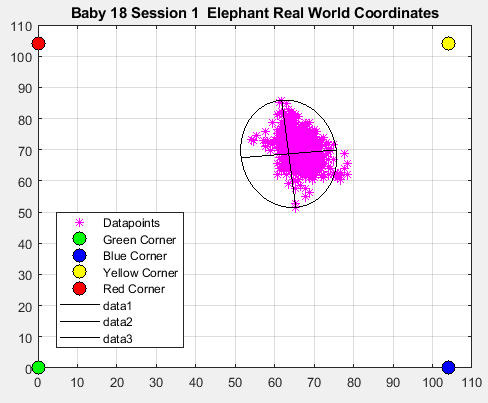 Baby 18 Session 1 Elephant Real World Coordinates
110
100
90
80
70
60
50
40
30
20
10
0
Datapoints
Green Corner
Blue Corner
Yellow Corner
Red Corner
data1
data2
data3
0 10 20 30 40 50 60 70 80 90 100 110